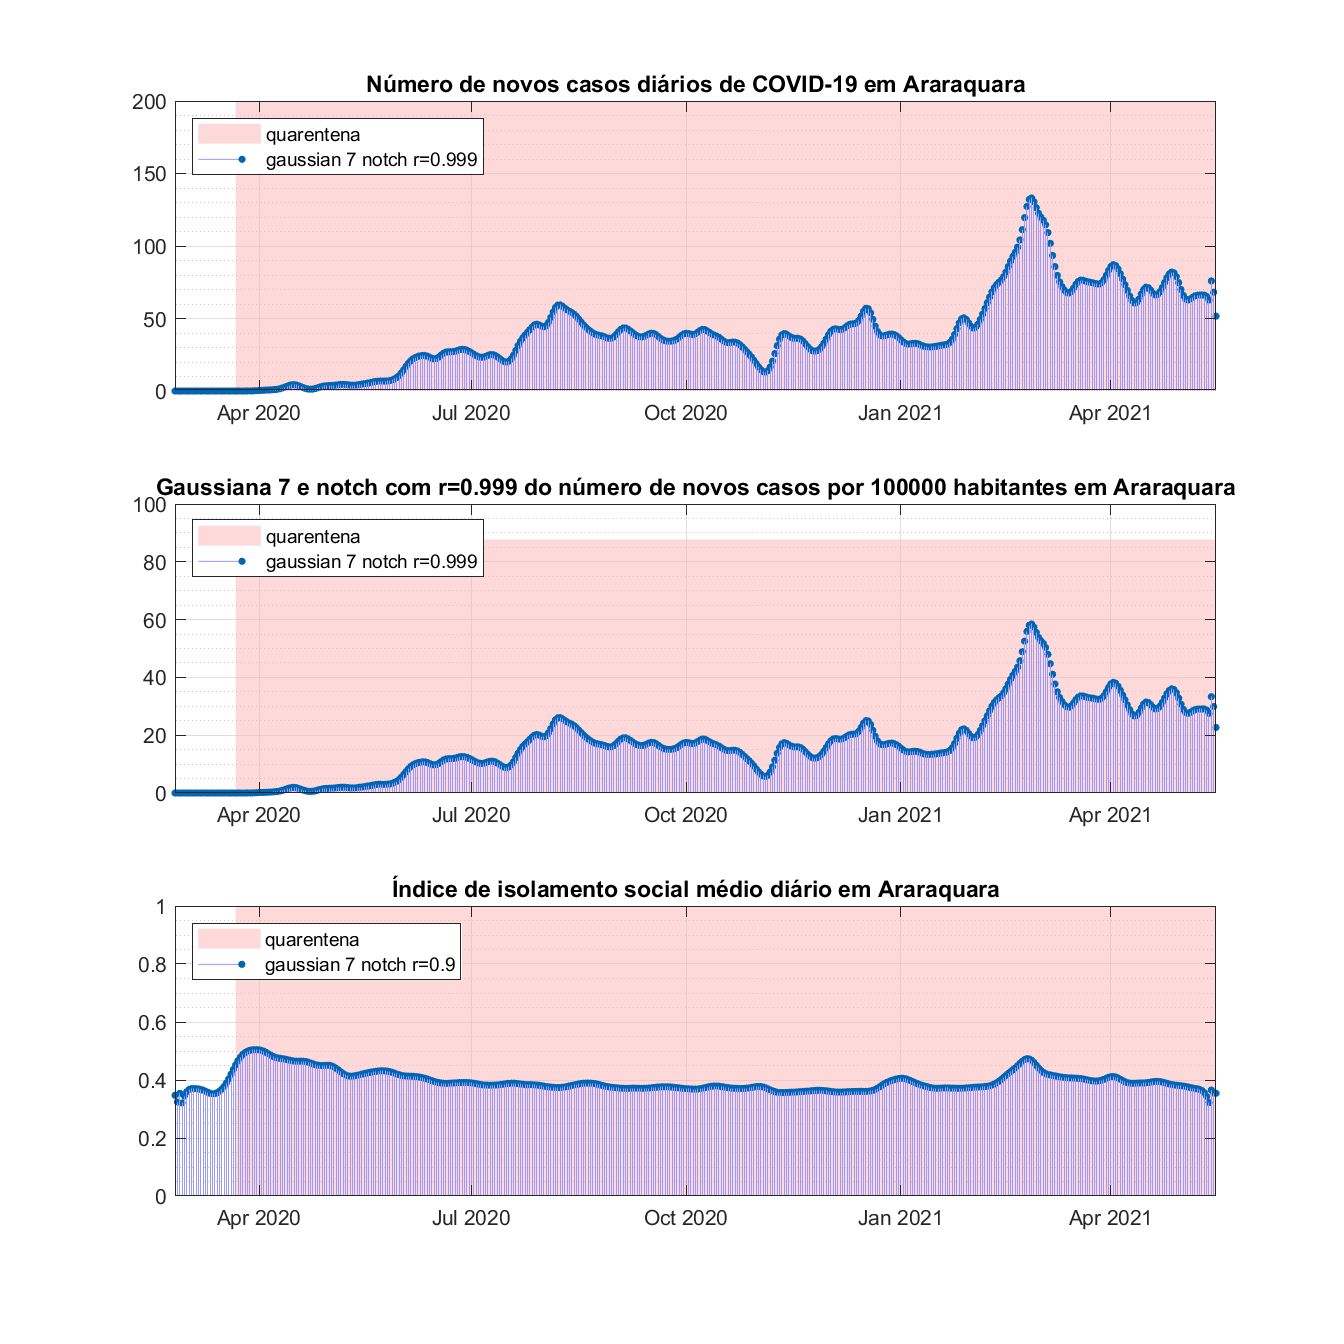 Número de novos casos diários de COVID-19 em Araraquara
200
150
100
50
0
quarentena
gaussian 7 notch r=0.999
Apr 2020 Jul 2020 Oct 2020 Jan 2021 Apr 2021
Gaussiana 7 e notch com r=0.999 do número de novos casos por 100000 habitantes em Araraquara
100
80
60
40
20
0
quarentena
gaussian 7 notch r=0.999
Apr 2020 Jul 2020 Oct 2020 Jan 2021 Apr 2021
Índice de isolamento social médio diário em Araraquara
1
0.8
0.6
0.4
0.2
0
quarentena
gaussian 7 notch r=0.9
Apr 2020 Jul 2020 Oct 2020 Jan 2021 Apr 2021